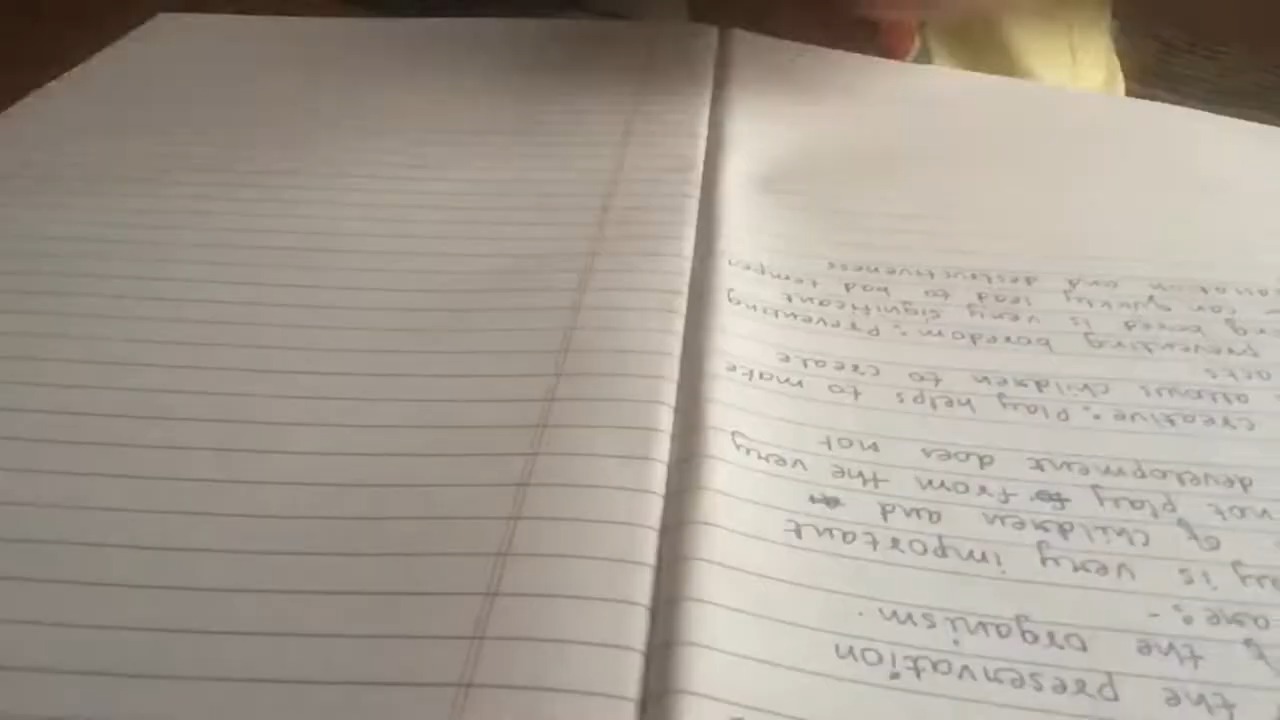 the preservation
the organism.
are:-
is very important
of children and
not play to from the very
development does not
creative: Play helps to make
allows children to create
acts
preventing boredom: Preventing
bored is very significant
can quickly lead to bad temper
and destructiveness